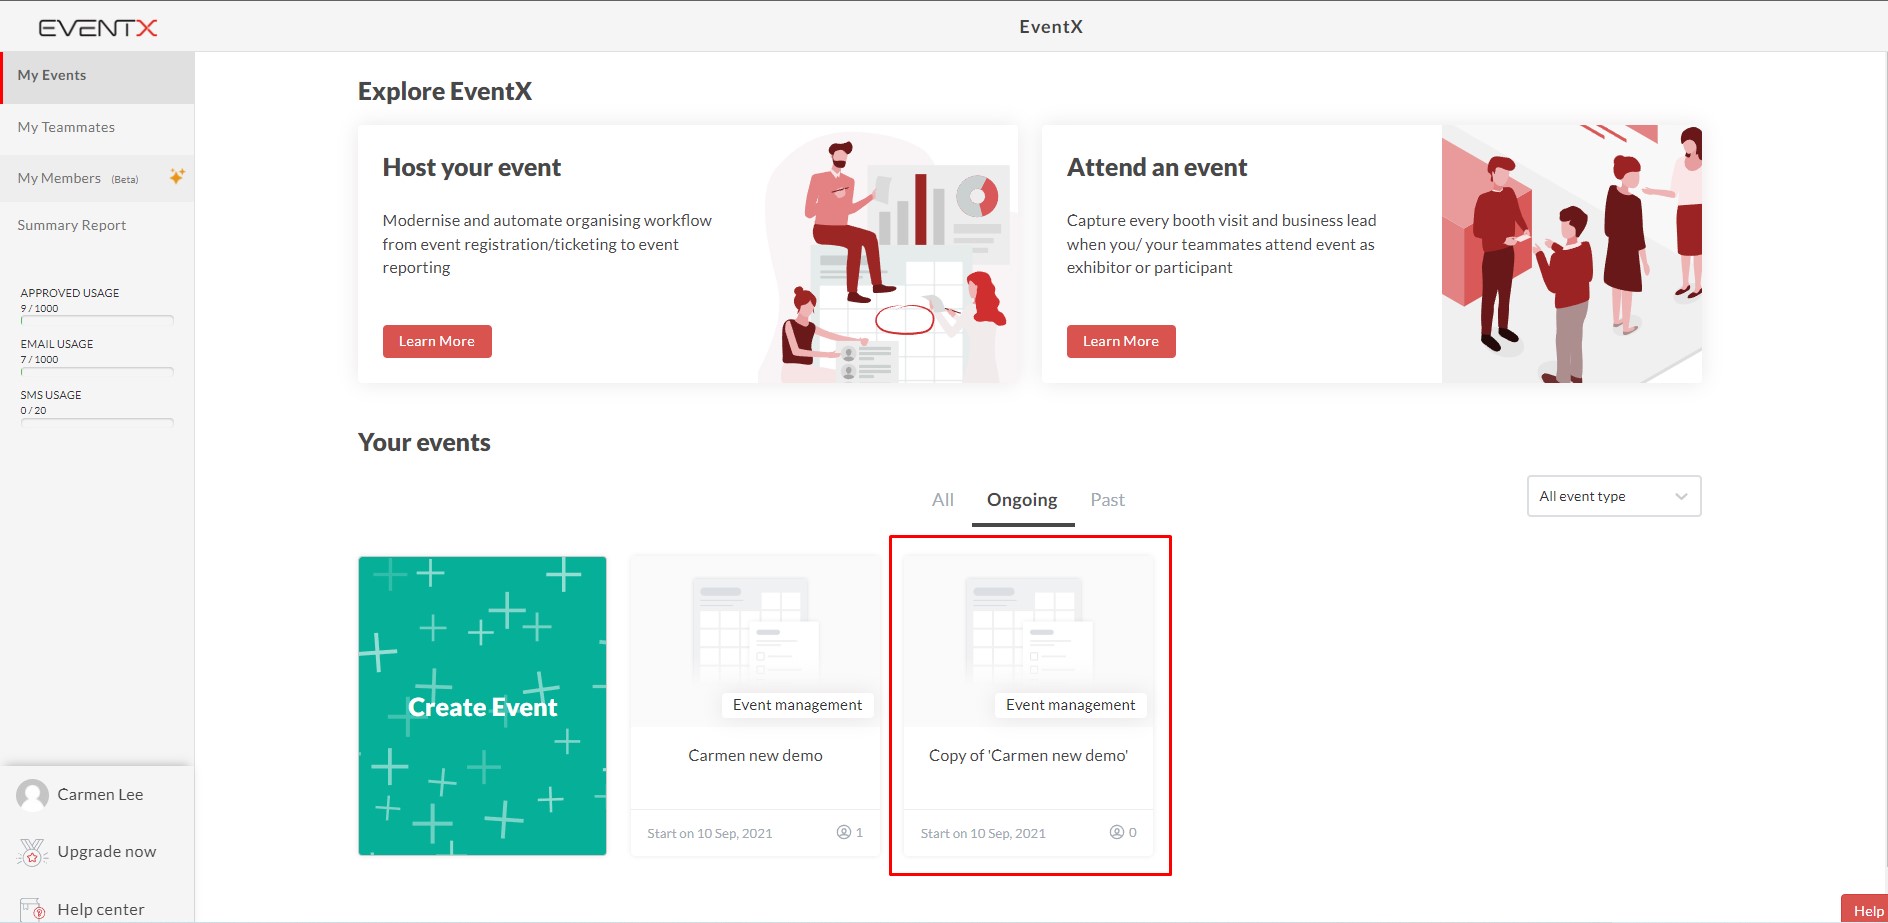 EVENTX
EventX
My Events
My Teammates
My Members (Beta)
Summary Report
APPROVED USAGE
9 / 1000
EMAIL USAGE
7 / 1000
SMS USAGE
0 / 20
Carmen Lee
Upgrade now
Help center
Explore EventX
Host your event
Modernise and automate organising workflow
from event registration/ticketing to event
reporting
Learn More
Attend an event
Capture every booth visit and business lead
when you/ your teammates attend event as
exhibitor or participant
Learn More
Your events
All Ongoing Past
All event type
Create Event
Event management
Carmen new demo
Start on 10 Sep, 2021 1
Event management
Copy of 'Carmen new demo'
Start on 10 Sep, 2021 0
Help